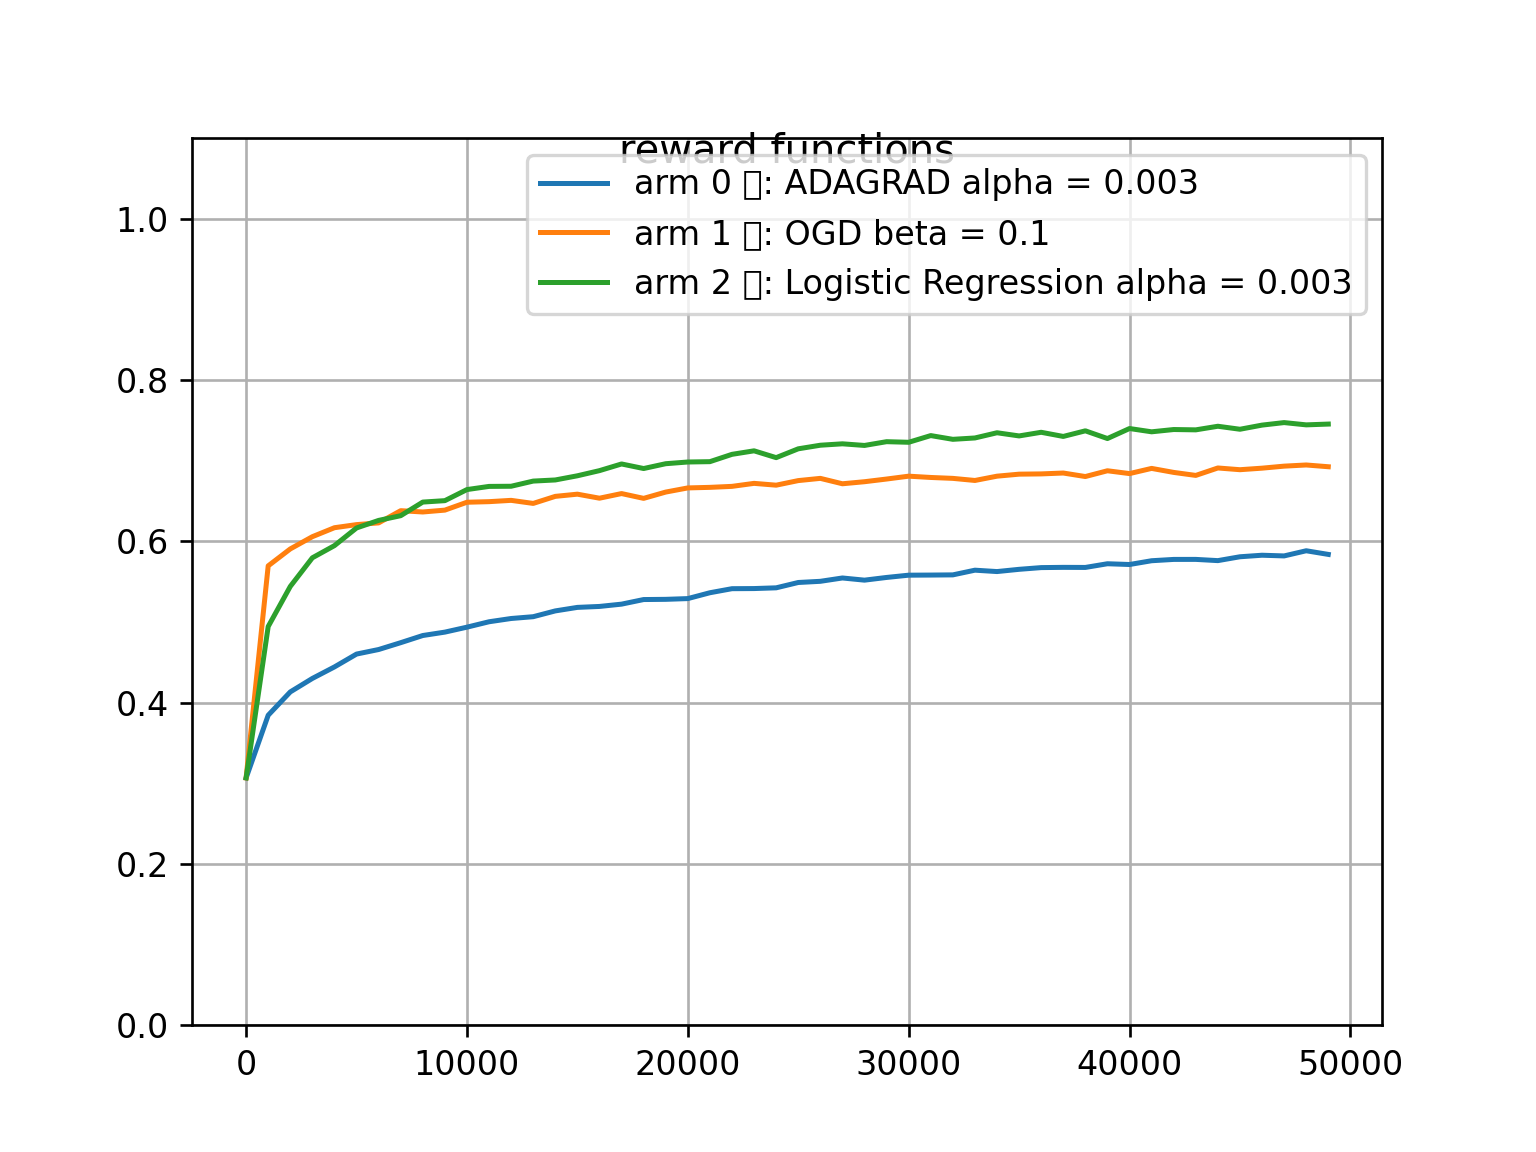 reward functions
arm 0 : ADAGRAD alpha = 0.003
arm 1 : OGD beta = 0.1
arm 2 : Logistic Regression alpha = 0.003
1.0
0.8
0.6
0.4
0.2
0.0
0 10000 20000 30000 40000 50000